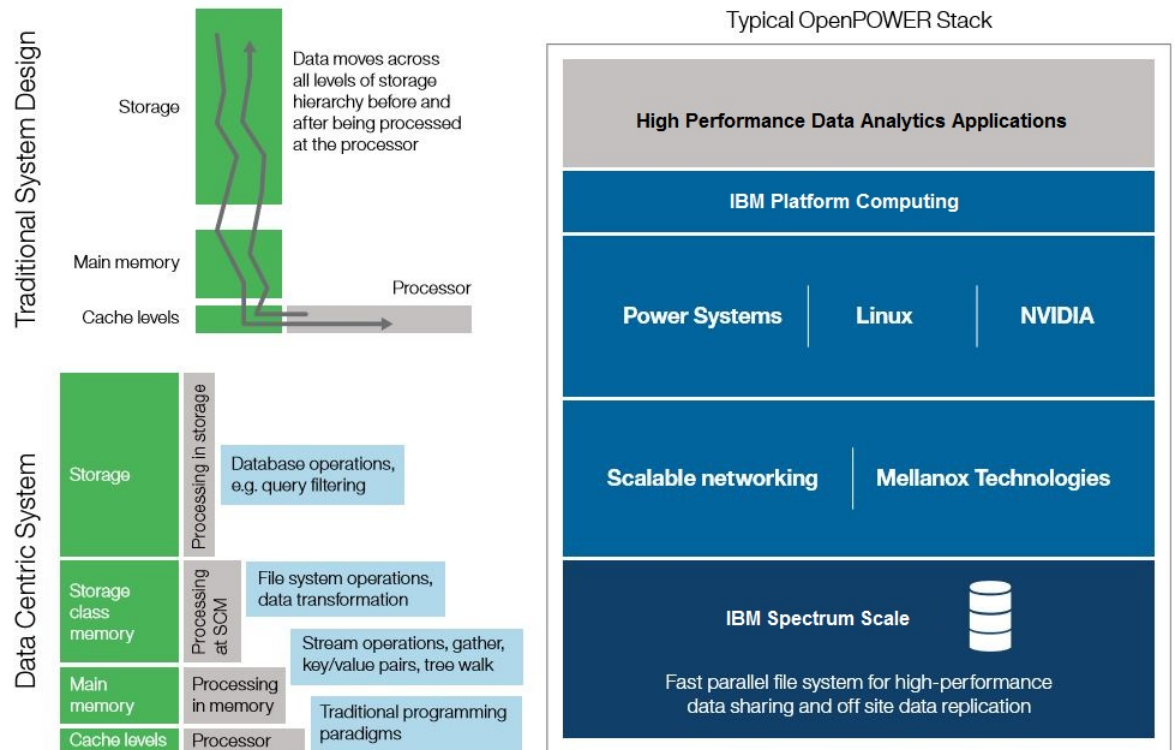 Traditional System Design
Storage
Data moves across
all levels of storage
hierarchy before and
after being processed
at the processor
Main memory
Processor
Cache levels
Data Centric System
Storage
Processing in storage
Database operations,
e.g. query filtering
Storage
class
memory
Processing
at SCM
File system operations,
data transformation
Stream operations, gather,
key/value pairs, tree walk
Main
memory
Processing
in memory
Traditional programming
paradigms
Cache levels
Processor
Typical OpenPOWER Stack
High Performance Data Analytics Applications
IBM Platform Computing
Power Systems
Linux
NVIDIA
Scalable networking
Mellanox Technologies
IBM Spectrum Scale
Fast parallel file system for high-performance
data sharing and off site data replication